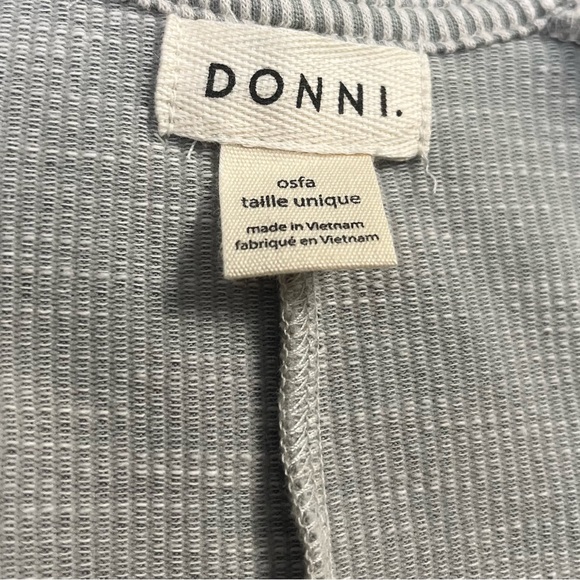 DONNI.
osfa
taille unique
made in Vietnam
fabriqué en Vietnam